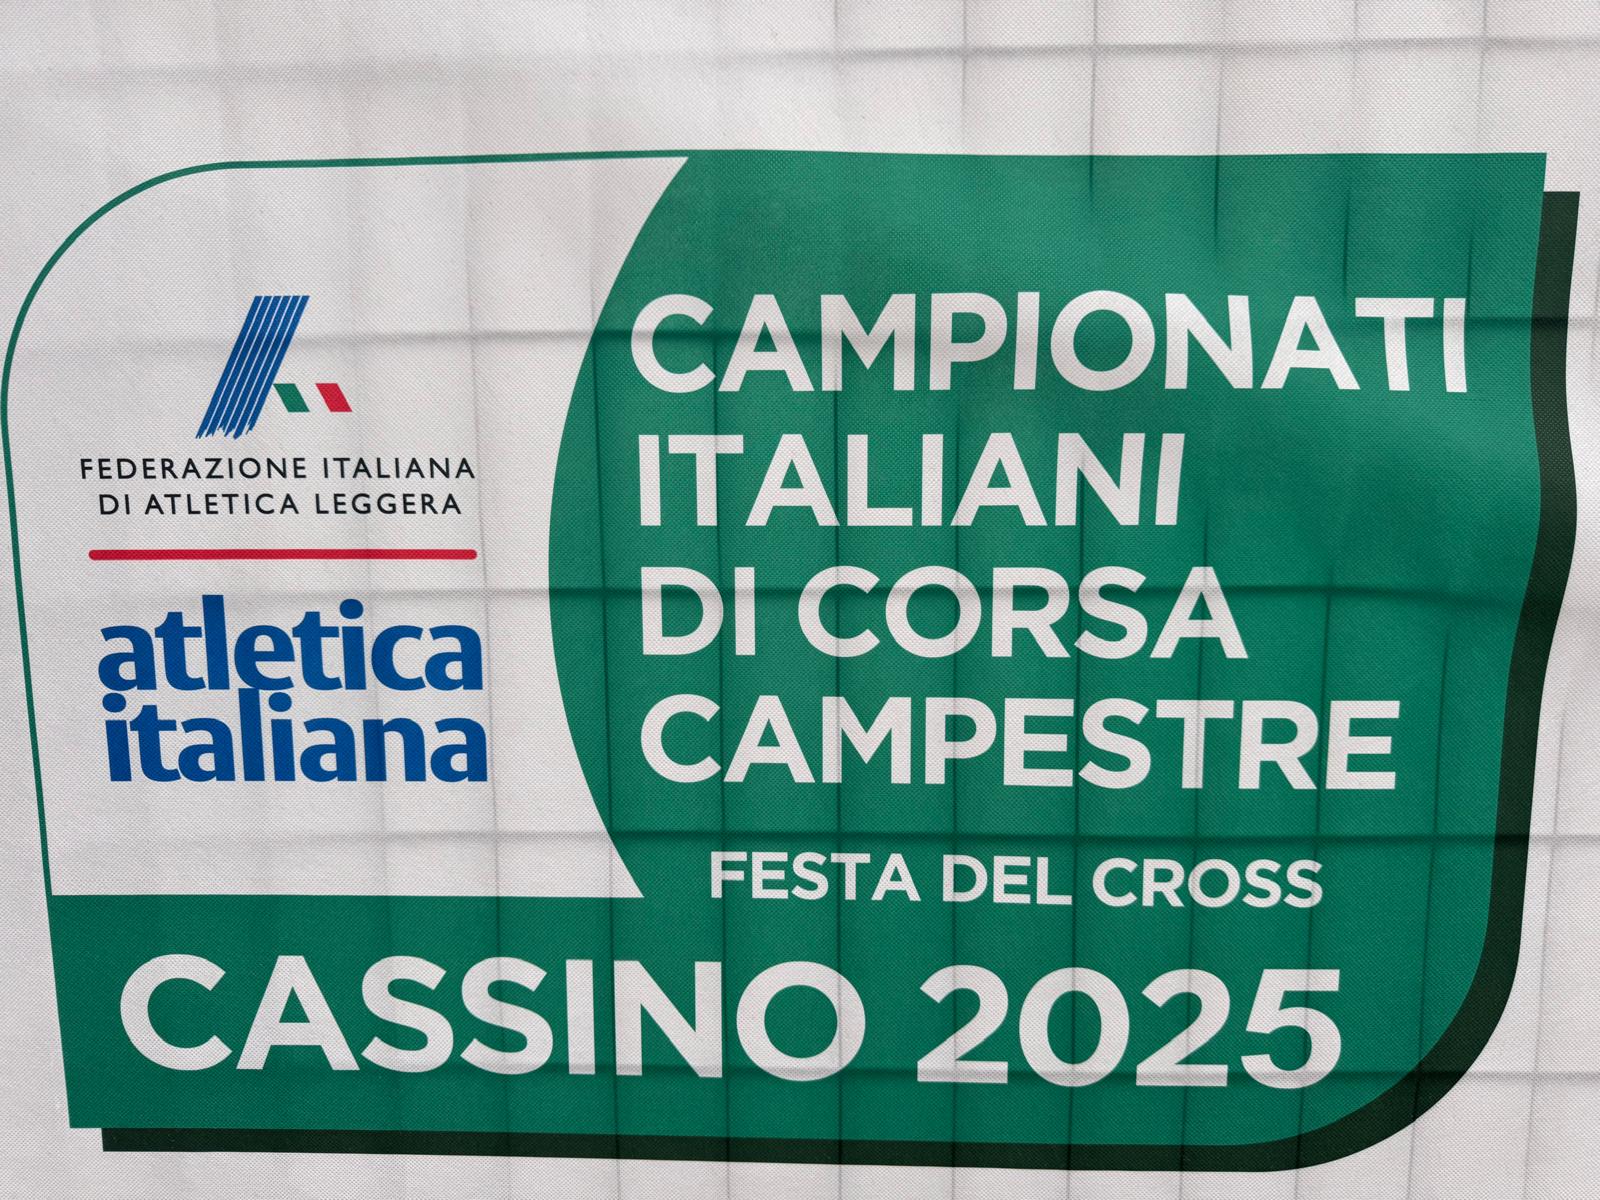 FEDERAZIONE ITALIANA
DI ATLETICA LEGGERA
atletica
italiana
CAMPIONATI
ITALIANI
DI CORSA
CAMPESTRE
FESTA DEL CROSS
CASSINO 2025